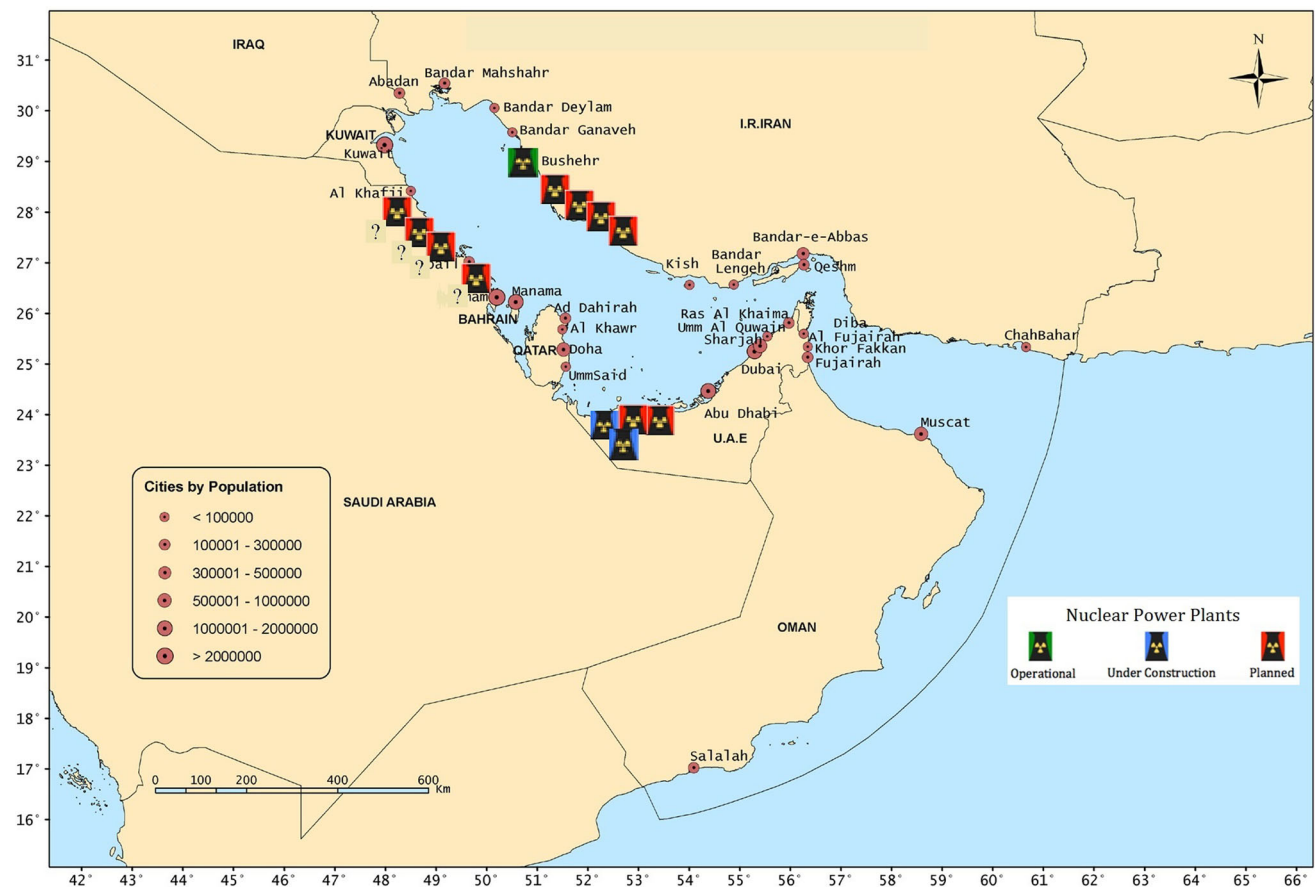 N
31°
30°
29°
28°
27°
26°
25°
24°
23°
22°
21°
20°
19°
18°
17°
16°
IRAQ
Abadan
Bandar Mahshahr
Bandar Deylam
Bandar Ganaveh
I.R.IRAN
KUWAIT
Kuwait
Bushehr
Al Khafji
?
?
?
?
Manama
BAHRAIN
Ad Dahirah
Al Khawr
QATAR
Doha
UmmSaid
Kish
Bandar
Lengeh
Bandar-e-Abbas
Qeshm
Ras Al Khaima
Umm Al Quwain
Sharjah
Dubai
Diba
Al Fujairah
Khor Fakkan
Fujairah
ChahBahar
Abu Dhabi
U.A.E
Muscat
SAUDI ARABIA
OMAN
Salalah
Cities by Population
< 100000
100001 - 300000
300001 - 500000
500001 - 1000000
1000001 - 2000000
> 2000000
Nuclear Power Plants
Operational
Under Construction
Planned
0 100 200 400 600
Km
42° 43° 44° 45° 46° 47° 48° 49° 50° 51° 52° 53° 54° 55° 56° 57° 58° 59° 60° 61° 62° 63° 64° 65° 66°